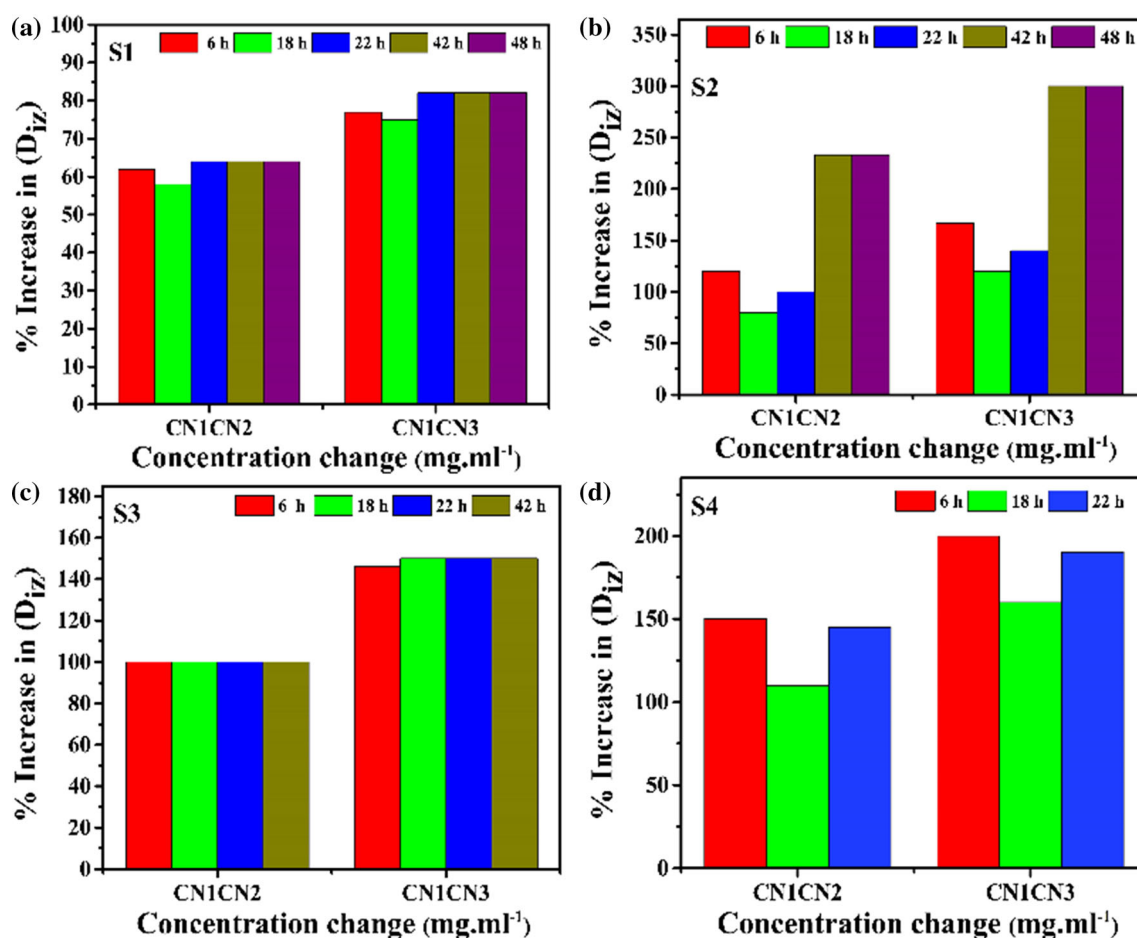 (a)
S1
6 h 18 h 22 h 42 h 48 h
100
90
80
70
60
50
40
30
20
10
0
% Increase in (D_iz)
CN1CN2 CN1CN3
Concentration change (mg.ml⁻¹)
(b)
S2
6 h 18 h 22 h 42 h 48 h
350
300
250
200
150
100
50
0
% Increase in (D_iz)
CN1CN2 CN1CN3
Concentration change (mg.ml⁻¹)
(c)
S3
6 h 18 h 22 h 42 h
180
160
140
120
100
80
60
40
20
0
% Increase in (D_iz)
CN1CN2 CN1CN3
Concentration change (mg.ml⁻¹)
(d)
S4
6 h 18 h 22 h
200
150
100
50
0
% Increase in (D_iz)
CN1CN2 CN1CN3
Concentration change (mg.ml⁻¹)